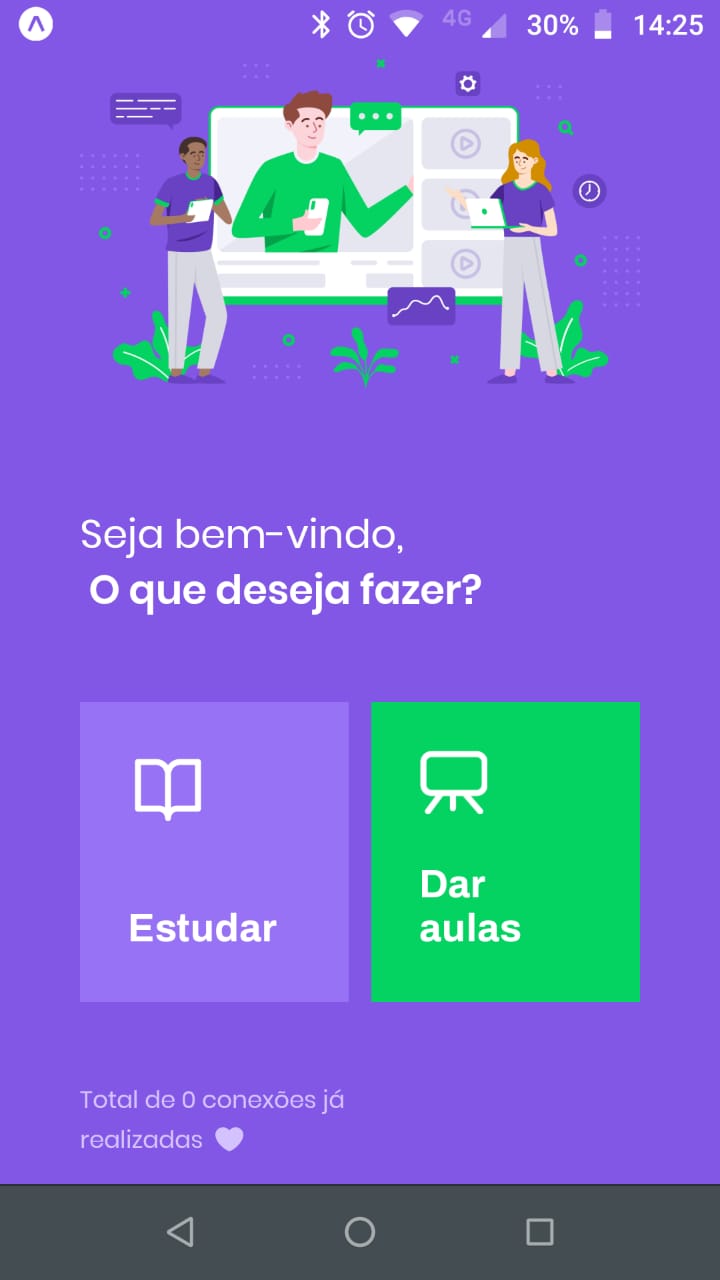 4G 30% 14:25
Seja bem-vindo,
O que deseja fazer?
Estudar
Dar
aulas
Total de 0 conexões já
realizadas